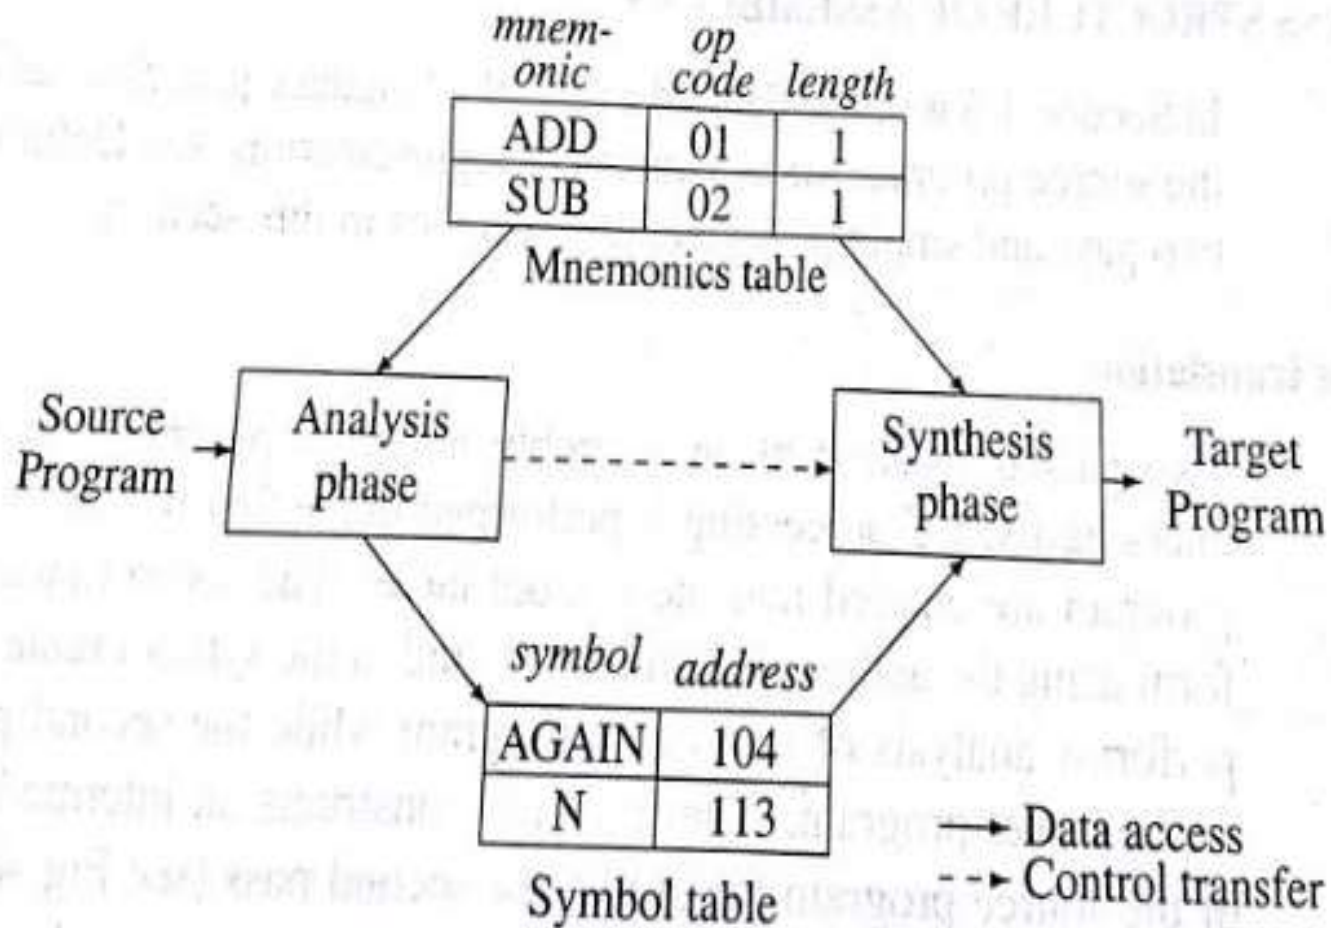 mnem-
onic
op
code
length
ADD 01 1
SUB 02 1
Mnemonics table
Source
Program
Analysis
phase
Synthesis
phase
Target
Program
symbol address
AGAIN 104
N 113
Symbol table
Data access
Control transfer